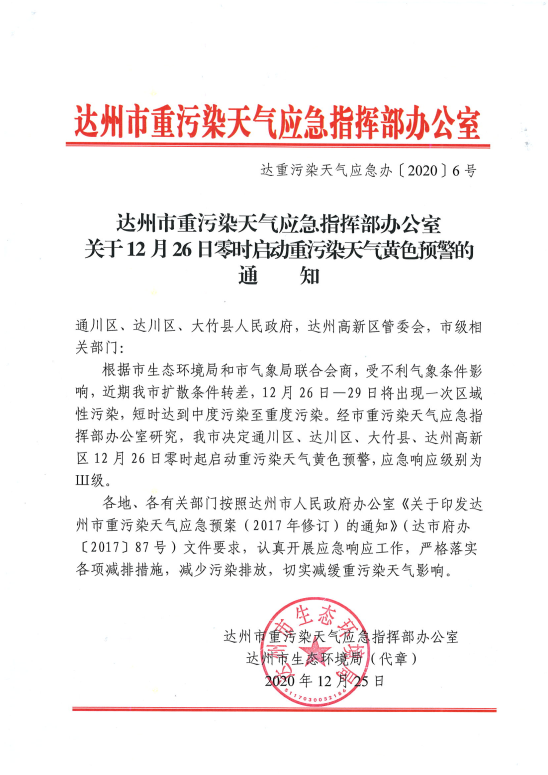 达州市重污染天气应急指挥部办公室
达重污染天气应急办〔2020〕6号
达州市重污染天气应急指挥部办公室
关于12月26日零时启动重污染天气黄色预警的
通 知
通川区、达川区、大竹县人民政府，达州高新区管委会，市级相
关部门：
根据市生态环境局和市气象局联合会商，受不利气象条件影
响，近期我市扩散条件转差，12月26日—29日将出现一次区域
性污染，短时达到中度污染至重度污染。经市重污染天气应急指
挥部办公室研究，我市决定通川区、达川区、大竹县、达州高新
区12月26日零时起启动重污染天气黄色预警，应急响应级别为
Ⅲ级。
各地、各有关部门按照达州市人民政府办公室《关于印发达
州市重污染天气应急预案（2017年修订）的通知》（达市府办
〔2017〕87号）文件要求，认真开展应急响应工作，严格落实
各项减排措施，减少污染排放，切实减缓重污染天气影响。
达州市重污染天气应急指挥部办公室
达州市生态环境局（代章）
2020年12月25日
达州市生态环境局